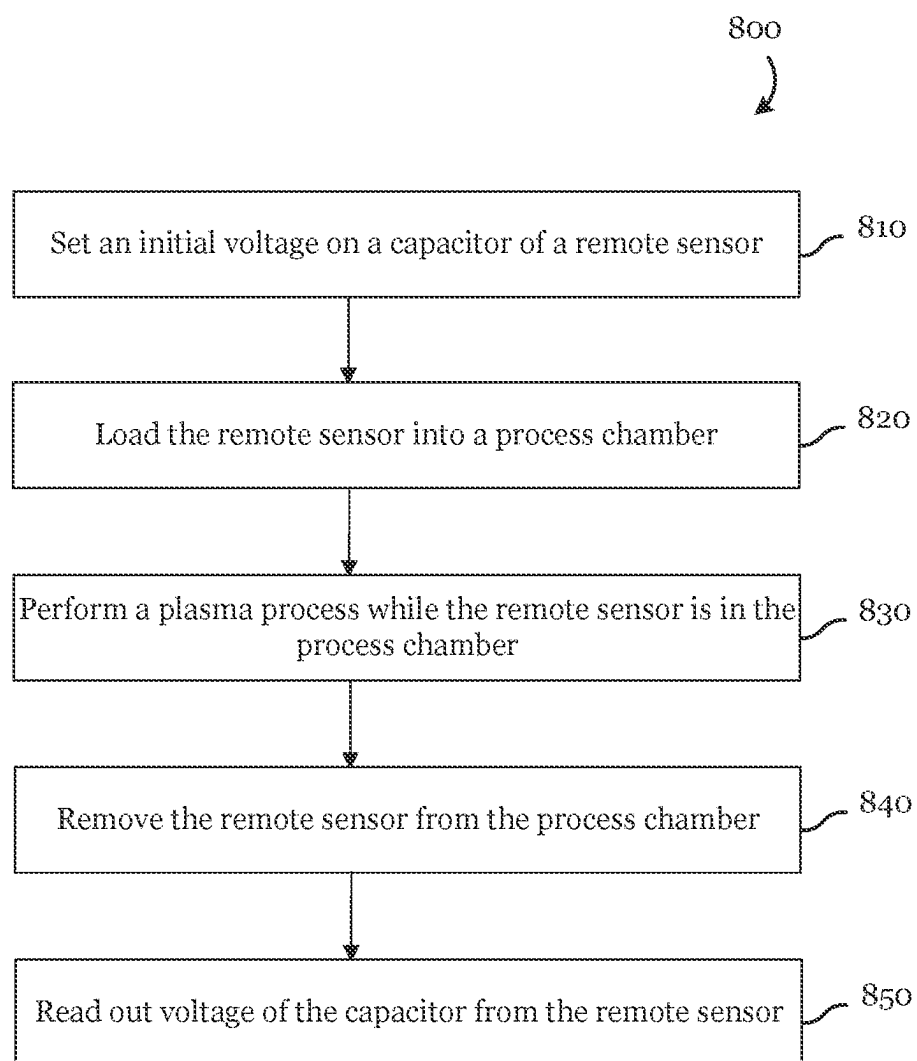 800
Set an initial voltage on a capacitor of a remote sensor
810
Load the remote sensor into a process chamber
820
Perform a plasma process while the remote sensor is in the
process chamber
830
Remove the remote sensor from the process chamber
840
Read out voltage of the capacitor from the remote sensor
850